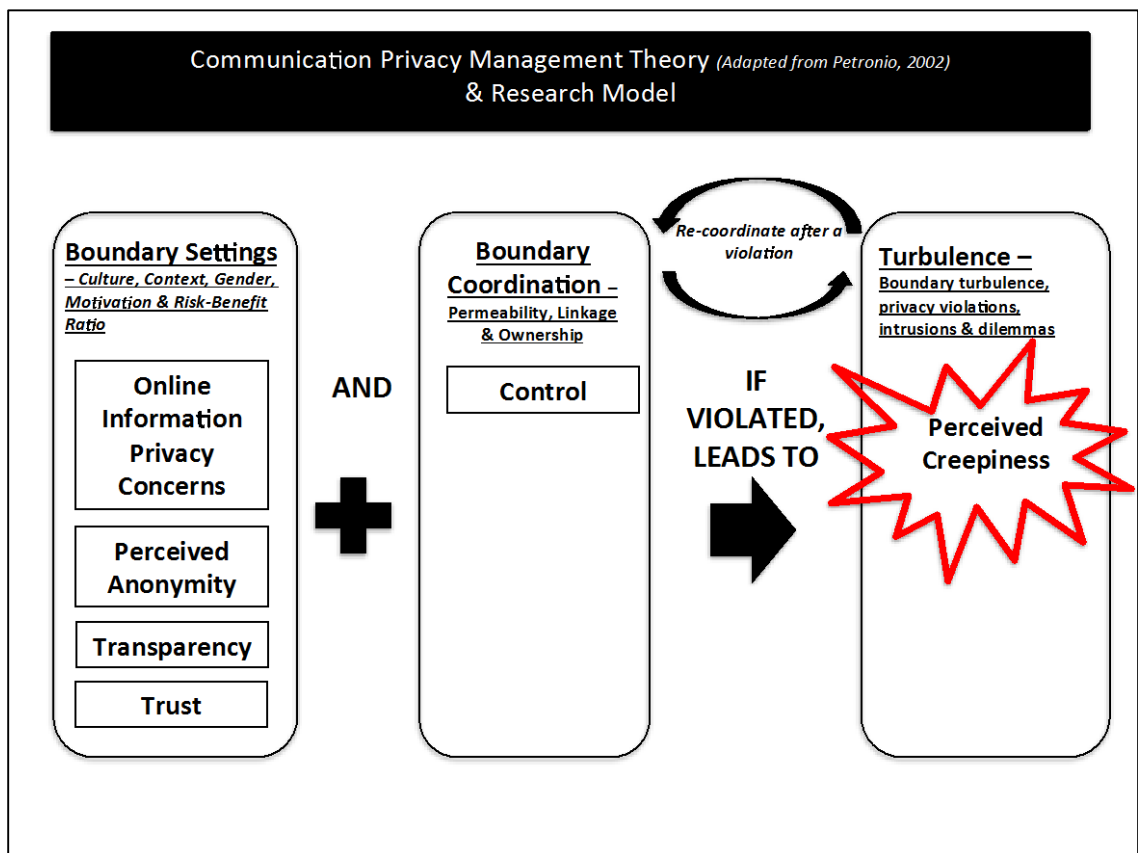 Communication Privacy Management Theory (Adapted from Petronio, 2002)
& Research Model
Boundary Settings
– Culture, Context, Gender,
Motivation & Risk-Benefit
Ratio
Online
Information
Privacy
Concerns
Perceived
Anonymity
Transparency
Trust
AND
Boundary
Coordination –
Permeability, Linkage
& Ownership
Control
Re-coordinate after a
violation
IF
VIOLATED,
LEADS TO
Turbulence –
Boundary turbulence,
privacy violations,
intrusions & dilemmas
Perceived
Creepiness